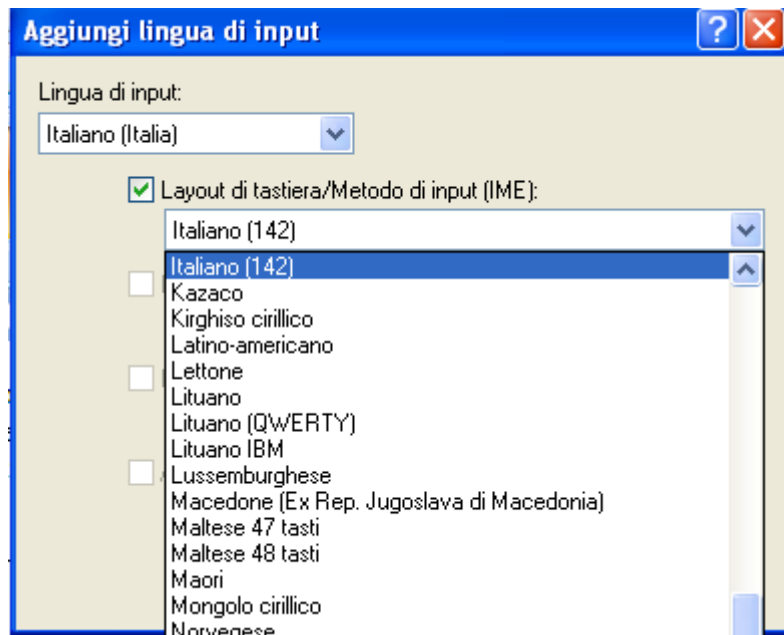 Aggiungi lingua di input
Lingua di input:
Italiano (Italia)
Layout di tastiera/Metodo di input (IME):
Italiano (142)
Italiano (142)
Kazaco
Kirghiso cirillico
Latino-americano
Lettone
Lituano
Lituano (QWERTY)
Lituano IBM
Lussemburghese
Macedone (Ex Rep. Jugoslava di Macedonia)
Maltese 47 tasti
Maltese 48 tasti
Maori
Mongolo cirillico
Norvegese